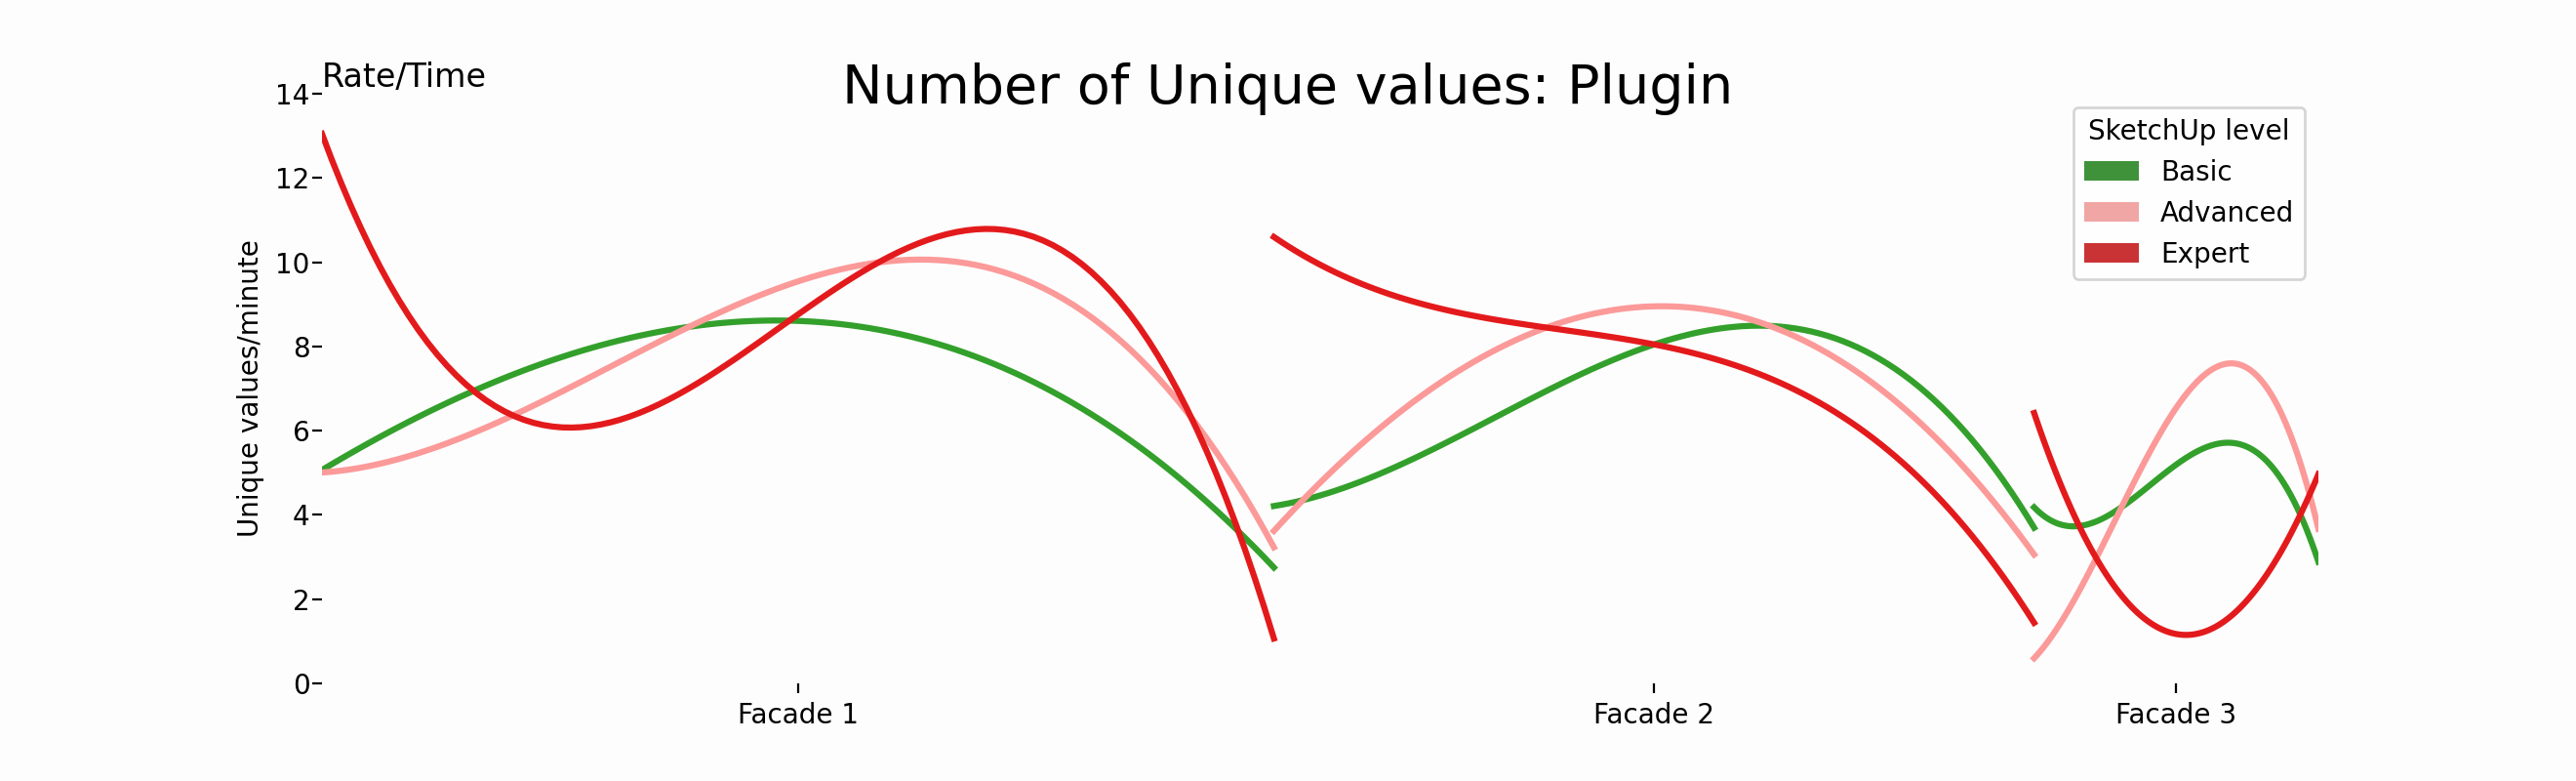 Rate/Time
Number of Unique values: Plugin
14
12
10
8
6
4
2
0
Unique values/minute
SketchUp level
Basic
Advanced
Expert
Facade 1
Facade 2
Facade 3